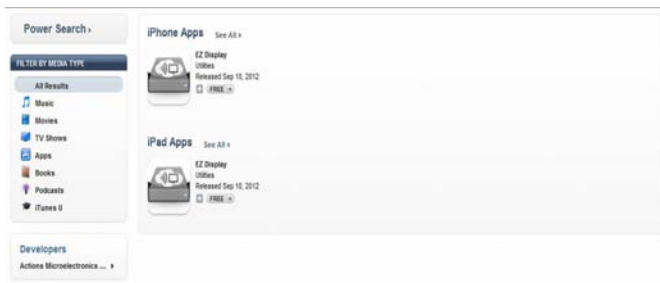 Power Search ›
FILTER BY MEDIA TYPE
All Results
Music
Movies
TV Shows
Apps
Books
Podcasts
iTunes U
Developers
Actions Microelectronics ... ›
iPhone Apps See All ›
EZ Display
Utilities
Released Sep 10, 2012
FREE
iPad Apps See All ›
EZ Display
Utilities
Released Sep 10, 2012
FREE